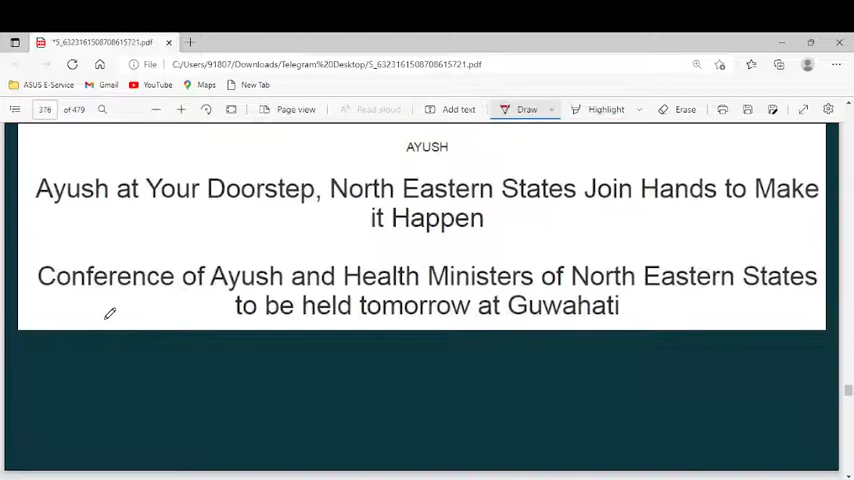 *5_6323161508708615721.pdf
File
C:/Users/91807/Downloads/Telegram%20Desktop/5_6323161508708615721.pdf
ASUS E-Service
Gmail
YouTube
Maps
New Tab
376 of 479
Page view
Read aloud
Add text
Draw
Highlight
Erase
AYUSH
Ayush at Your Doorstep, North Eastern States Join Hands to Make
it Happen
Conference of Ayush and Health Ministers of North Eastern States
to be held tomorrow at Guwahati